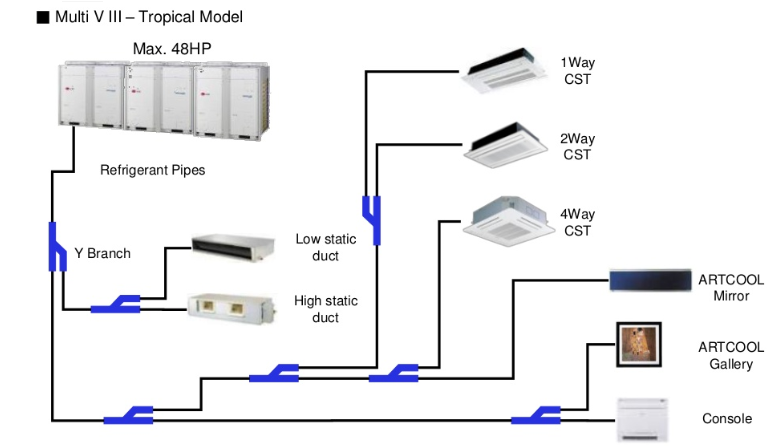 ■ Multi V III – Tropical Model
Max. 48HP
1Way
CST
2Way
CST
Refrigerant Pipes
4Way
CST
Y Branch
Low static
duct
High static
duct
ARTCOOL
Mirror
ARTCOOL
Gallery
Console